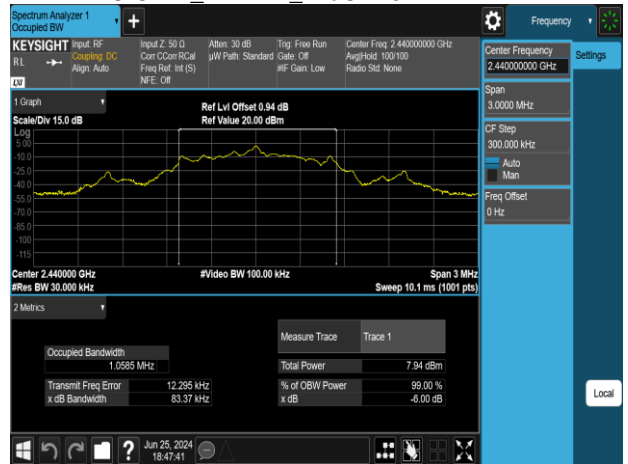 Spectrum Analyzer 1
Occupied BW
Frequency
KEYSIGHT
RL
LXI
Input: RF
Coupling: DC
Align: Auto
Input Z: 50 Ω
Corr CCorr RCal
Freq Ref: Int (S)
NFE: Off
Atten: 30 dB
µW Path: Standard
Trig: Free Run
Gate: Off
#IF Gain: Low
Center Freq: 2.440000000 GHz
Avg|Hold: 100/100
Radio Std: None
Center Frequency
2.440000000 GHz
Settings
Span
3.0000 MHz
CF Step
300.000 kHz
Auto
Man
Freq Offset
0 Hz
Local
1 Graph
Scale/Div 15.0 dB
Ref Lvl Offset 0.94 dB
Ref Value 20.00 dBm
Log
5.00
-10.0
-25.0
-40.0
-55.0
-70.0
-85.0
-100
-115
Center 2.440000 GHz
#Res BW 30.000 kHz
#Video BW 100.00 kHz
Span 3 MHz
Sweep 10.1 ms (1001 pts)
2 Metrics
Measure Trace Trace 1
Occupied Bandwidth
1.0585 MHz
Total Power 7.94 dBm
Transmit Freq Error 12.295 kHz
% of OBW Power 99.00 %
x dB Bandwidth 83.37 kHz
x dB -6.00 dB
Jun 25, 2024
18:47:41